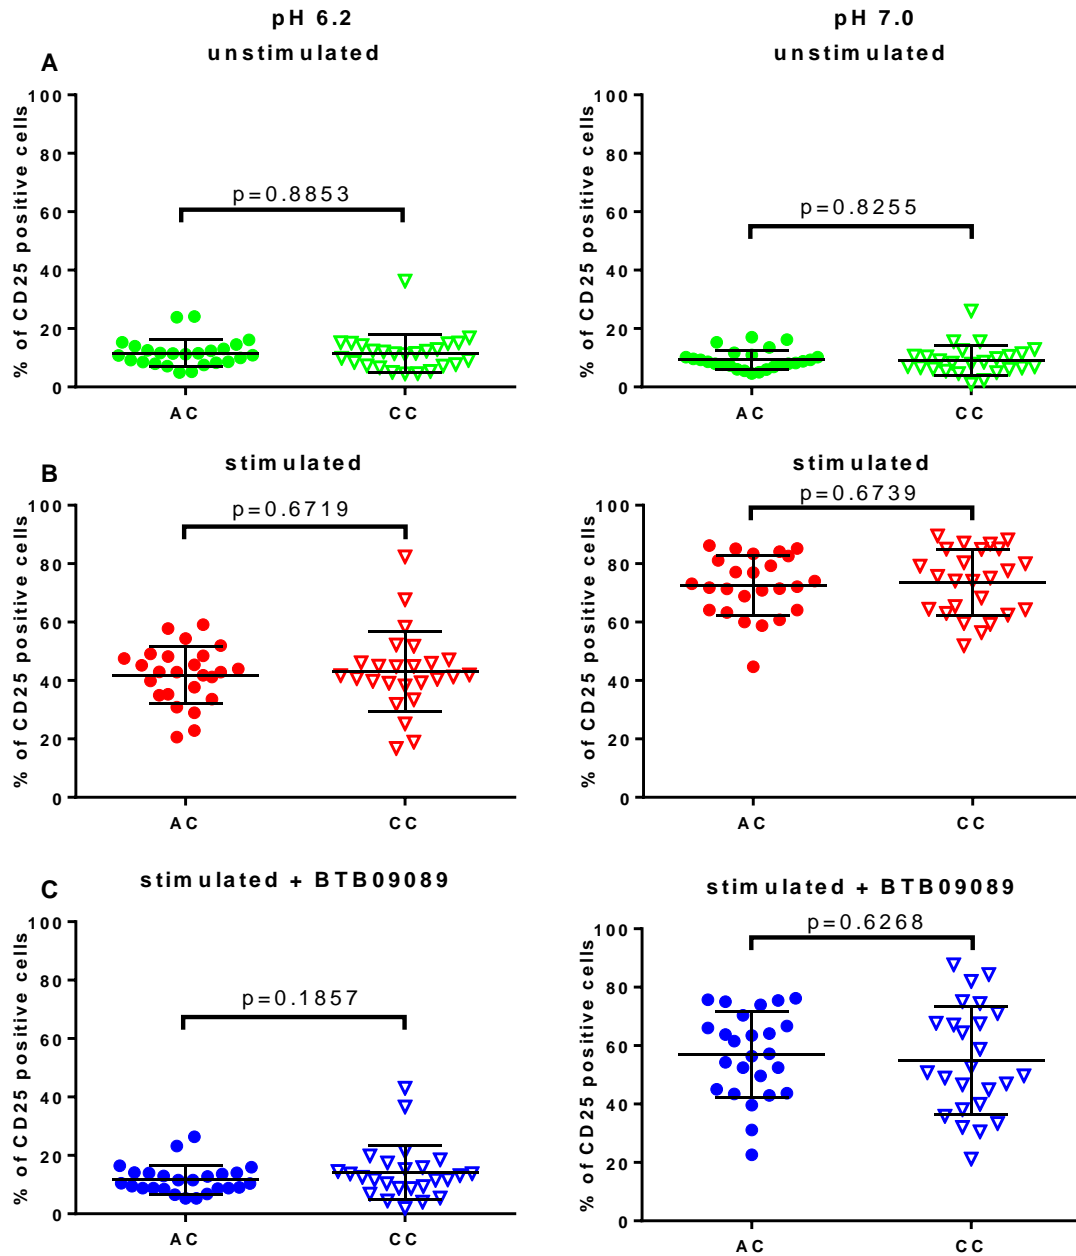 pH 6.2
unstimulated
pH 7.0
unstimulated
A
% of CD25 positive cells
100
80
60
40
20
0
p=0.8853
AC
CC
% of CD25 positive cells
100
80
60
40
20
0
p=0.8255
AC
CC
B
stimulated
% of CD25 positive cells
100
80
60
40
20
0
p=0.6719
AC
CC
stimulated
% of CD25 positive cells
100
80
60
40
20
0
p=0.6739
AC
CC
C
stimulated + BTB09089
% of CD25 positive cells
100
80
60
40
20
0
p=0.1857
AC
CC
stimulated + BTB09089
% of CD25 positive cells
100
80
60
40
20
0
p=0.6268
AC
CC